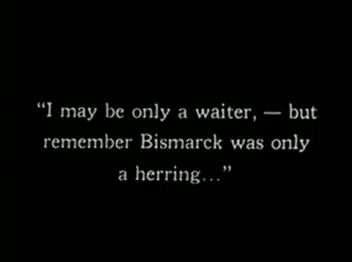 “I may be only a waiter, — but
remember Bismarck was only
a herring...”